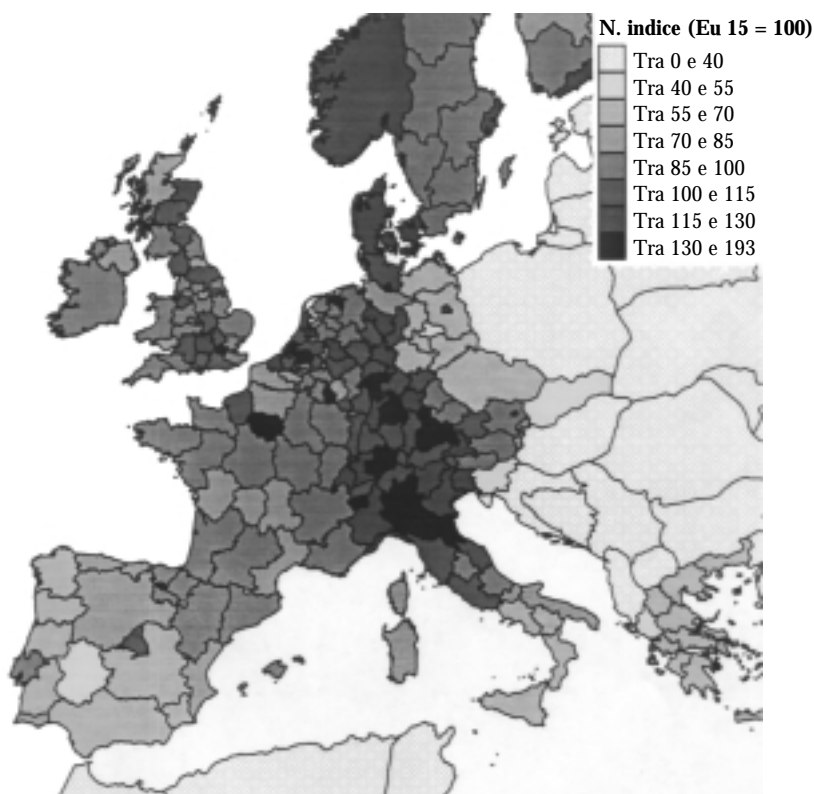 N. indice (Eu 15 = 100)
Tra 0 e 40
Tra 40 e 55
Tra 55 e 70
Tra 70 e 85
Tra 85 e 100
Tra 100 e 115
Tra 115 e 130
Tra 130 e 193